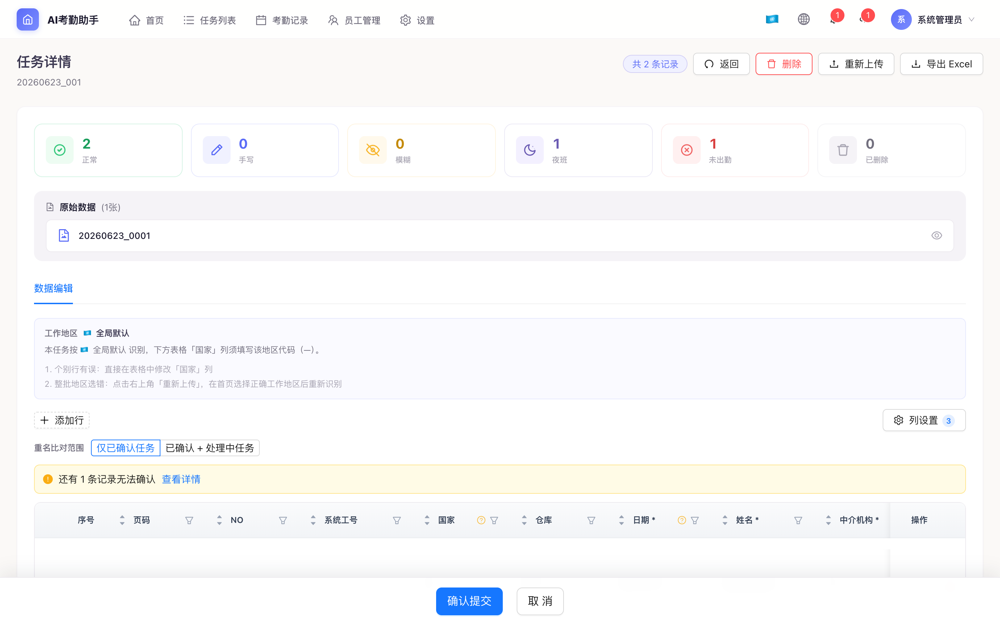 AI考勤助手 首页 任务列表 考勤记录 员工管理 设置 1 1 系 系统管理员
任务详情
共 2 条记录 返回 删除 重新上传 导出 Excel
20260623_001
2 正常
0 手写
0 模糊
1 夜班
1 未出勤
0 已删除
原始数据 (1张)
20260623_0001
数据编辑
工作地区 全局默认
本任务按 全局默认 识别，下方表格「国家」列须填写该地区代码（—）。
1. 个别行有误：直接在表格中修改「国家」列
2. 整批地区选错：点击右上角「重新上传」，在首页选择正确工作地区后重新识别
添加行 列设置 3
重名比对范围 仅已确认任务 已确认 + 处理中任务
还有 1 条记录无法确认 查看详情
序号 页码 NO 系统工号 国家 仓库 日期 * 姓名 * 中介机构 * 操作
确认提交 取 消